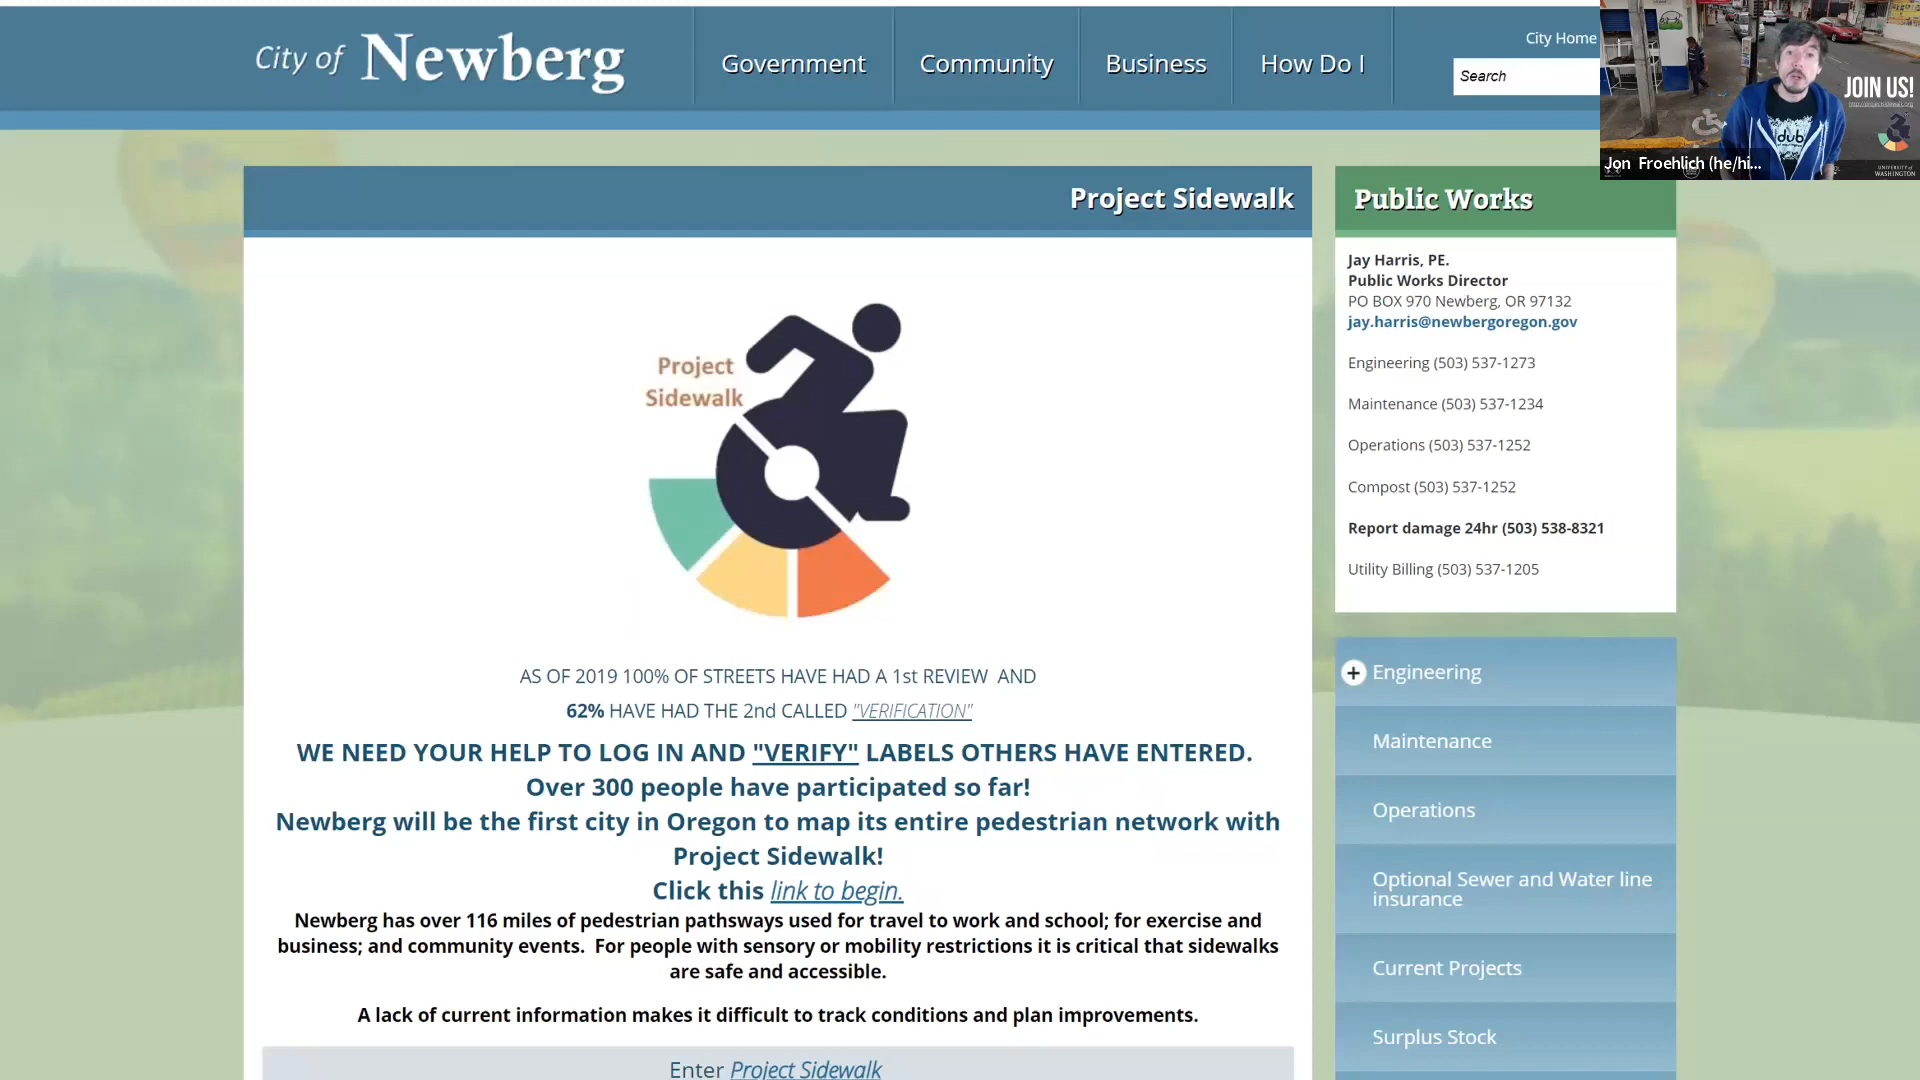 City of Newberg
Government
Community
Business
How Do I
City Home
Search
JOIN US!
dub
Jon Froehlich (he/hi...
UNIVERSITY of
WASHINGTON
Project Sidewalk
Project
Sidewalk
AS OF 2019 100% OF STREETS HAVE HAD A 1st REVIEW AND
62% HAVE HAD THE 2nd CALLED "VERIFICATION"
WE NEED YOUR HELP TO LOG IN AND "VERIFY" LABELS OTHERS HAVE ENTERED.
Over 300 people have participated so far!
Newberg will be the first city in Oregon to map its entire pedestrian network with
Project Sidewalk!
Click this link to begin.
Newberg has over 116 miles of pedestrian pathways used for travel to work and school; for exercise and
business; and community events. For people with sensory or mobility restrictions it is critical that sidewalks
are safe and accessible.
A lack of current information makes it difficult to track conditions and plan improvements.
Enter Project Sidewalk
Public Works
Jay Harris, PE.
Public Works Director
PO BOX 970 Newberg, OR 97132
jay.harris@newbergoregon.gov
Engineering (503) 537-1273
Maintenance (503) 537-1234
Operations (503) 537-1252
Compost (503) 537-1252
Report damage 24hr (503) 538-8321
Utility Billing (503) 537-1205
Engineering
Maintenance
Operations
Optional Sewer and Water line
insurance
Current Projects
Surplus Stock